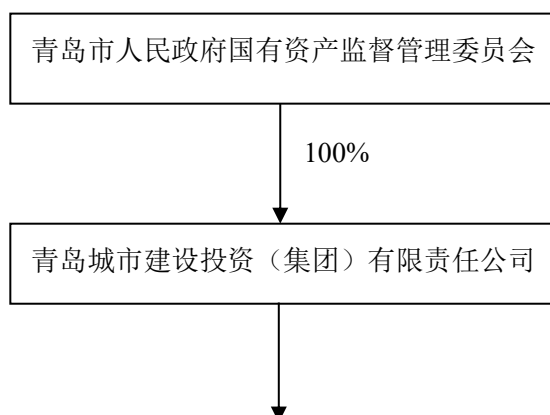 青岛市人民政府国有资产监督管理委员会
100%
青岛城市建设投资（集团）有限责任公司